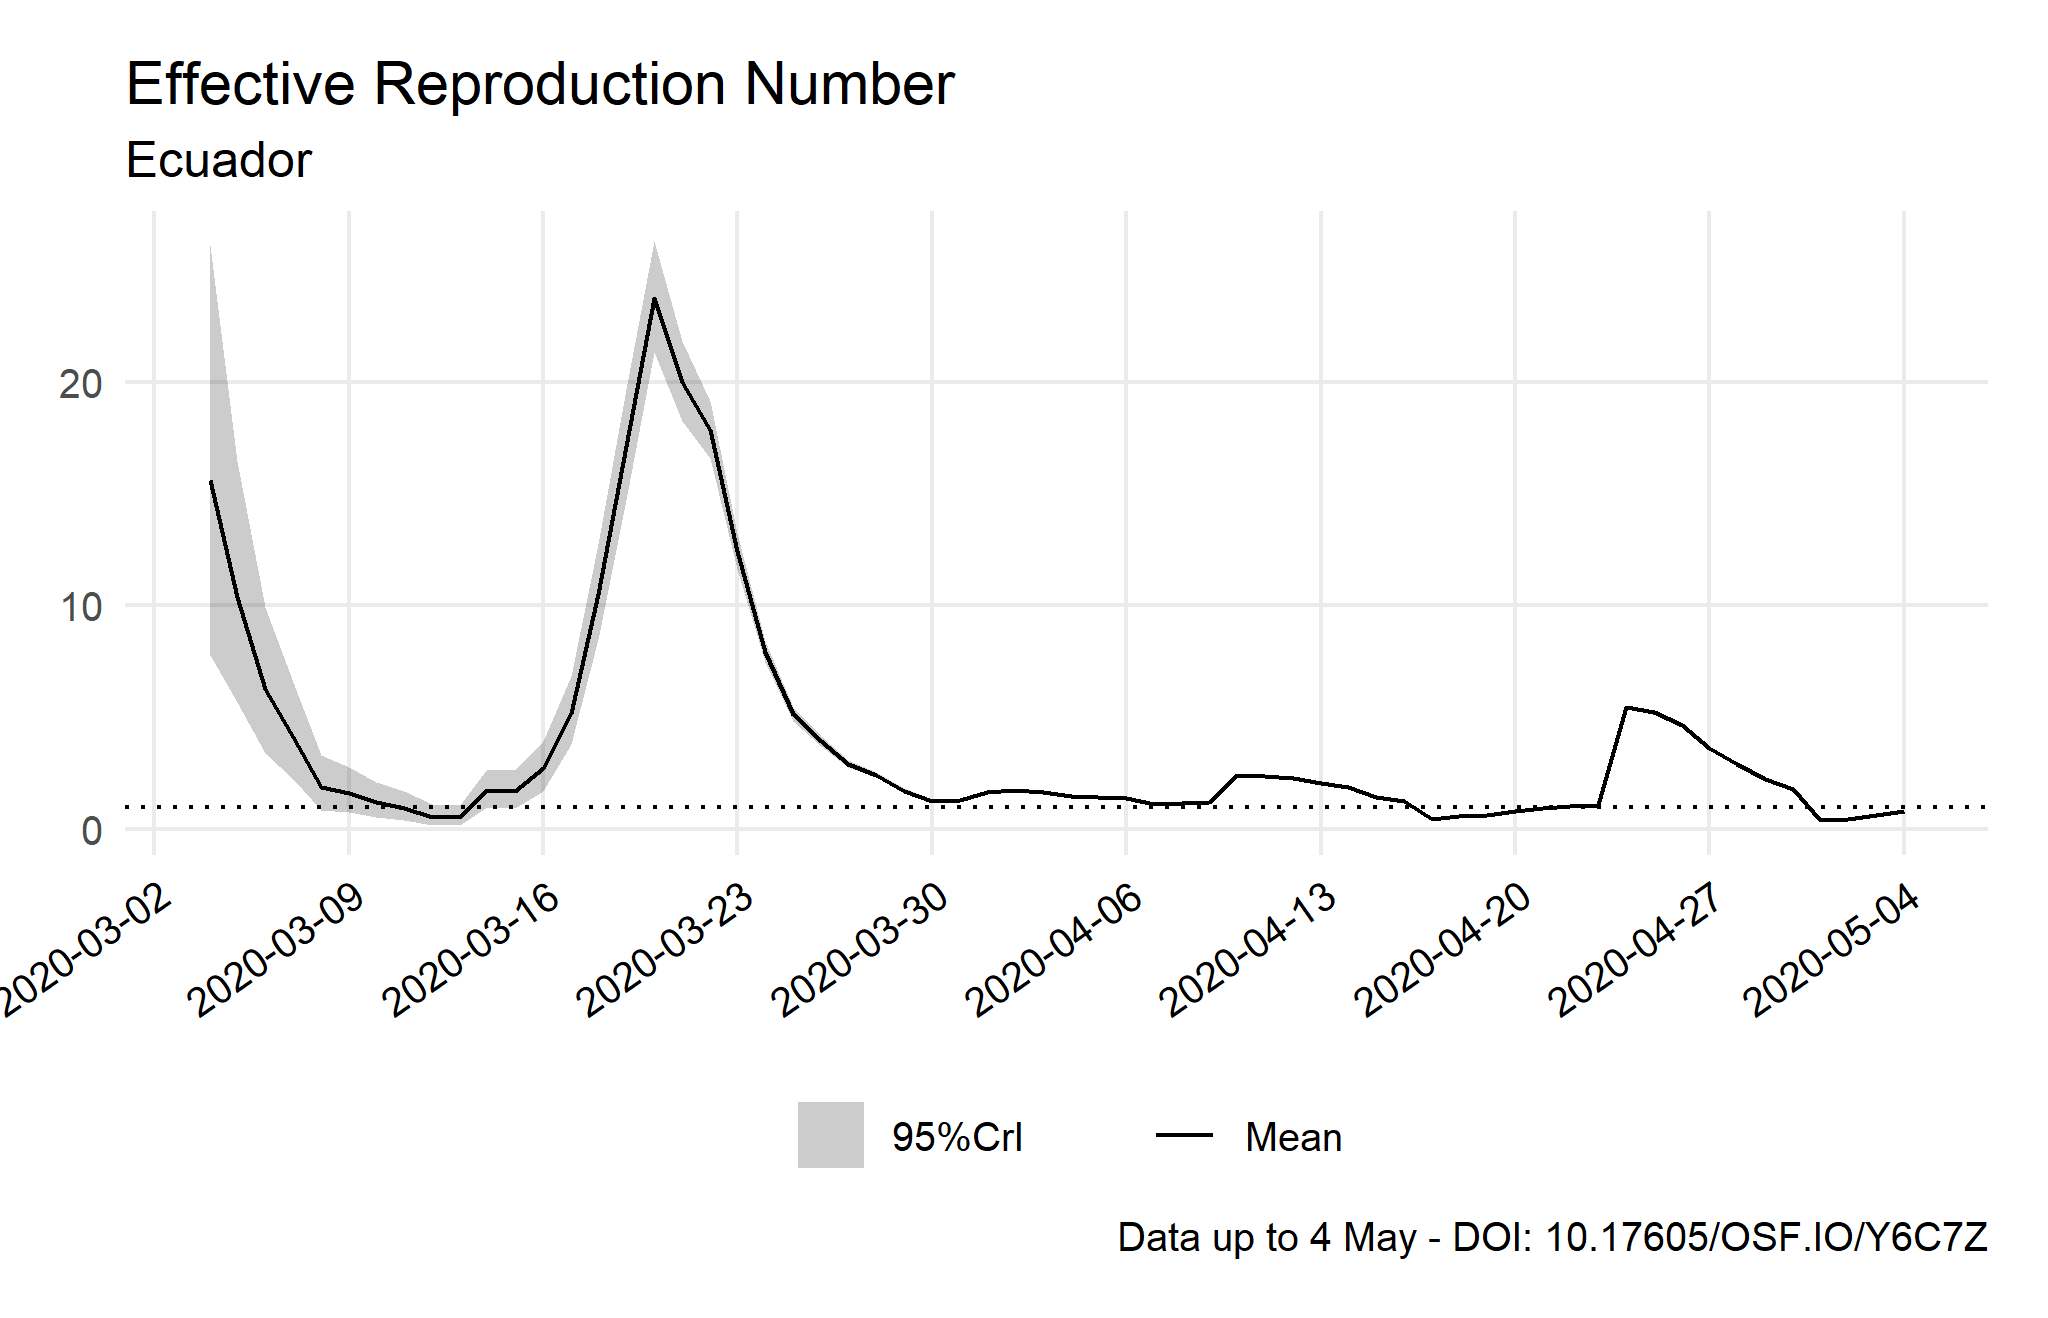 Effective Reproduction Number
Ecuador
20
10
0
2020-03-02
2020-03-09
2020-03-16
2020-03-23
2020-03-30
2020-04-06
2020-04-13
2020-04-20
2020-04-27
2020-05-04
95%CrI
Mean
Data up to 4 May - DOI: 10.17605/OSF.IO/Y6C7Z